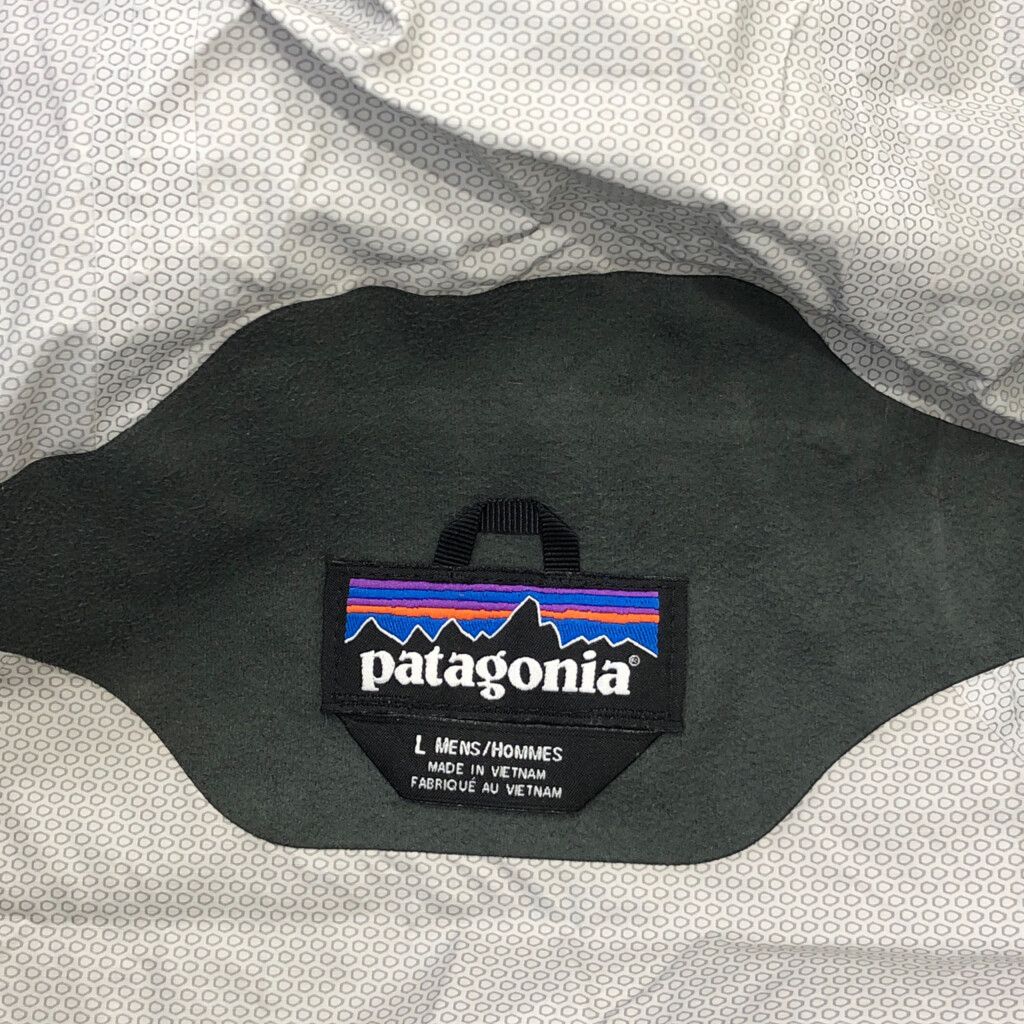 patagonia®
L MENS/HOMMES
MADE IN VIETNAM
FABRIQUÉ AU VIETNAM